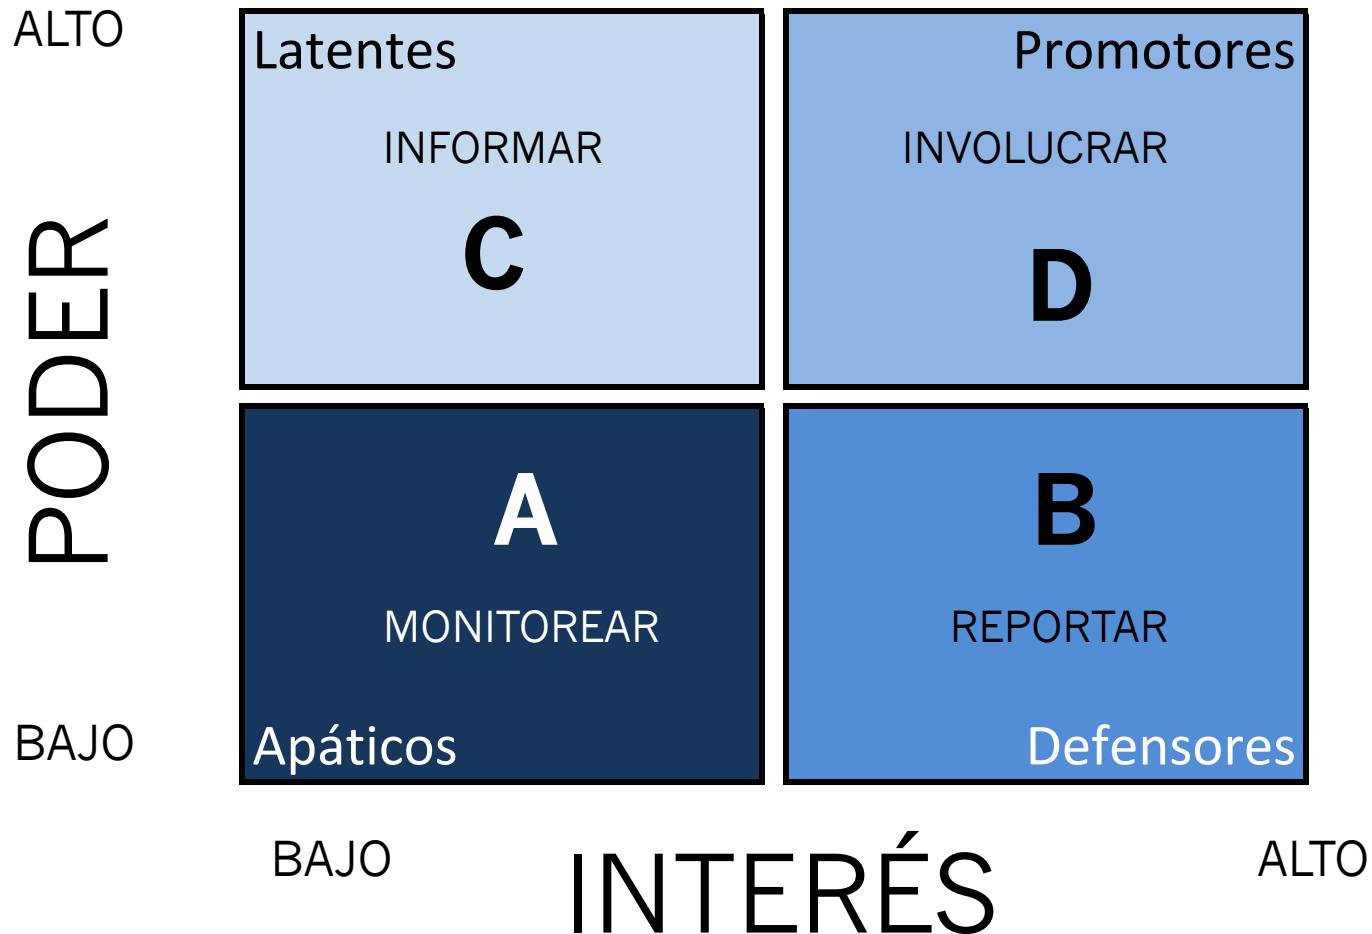 ALTO
Latentes
Promotores
INFORMAR
INVOLUCRAR
C
D
PODER
A
B
MONITOREAR
REPORTAR
BAJO
Apáticos
Defensores
BAJO
INTERÉS
ALTO